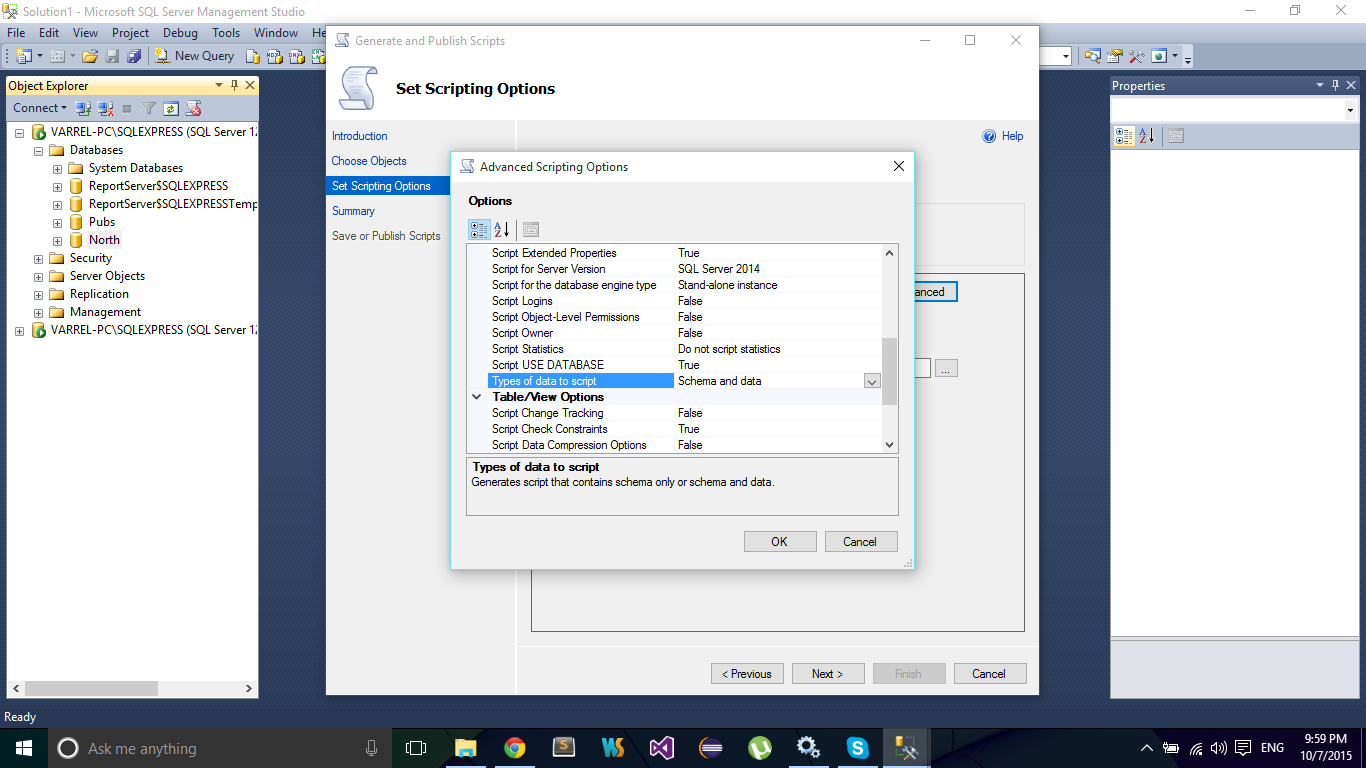 Solution1 - Microsoft SQL Server Management Studio
File Edit View Project Debug Tools Window He
New Query
Object Explorer
Connect
VARREL-PC\SQLEXPRESS (SQL Server 12
Databases
System Databases
ReportServer$SQLEXPRESS
ReportServer$SQLEXPRESSTemp
Pubs
North
Security
Server Objects
Replication
Management
VARREL-PC\SQLEXPRESS (SQL Server 12
Generate and Publish Scripts
Set Scripting Options
Introduction
Choose Objects
Set Scripting Options
Summary
Save or Publish Scripts
Help
anced
...
Advanced Scripting Options
Options
Script Extended Properties True
Script for Server Version SQL Server 2014
Script for the database engine type Stand-alone instance
Script Logins False
Script Object-Level Permissions False
Script Owner False
Script Statistics Do not script statistics
Script USE DATABASE True
Types of data to script Schema and data
Table/View Options
Script Change Tracking False
Script Check Constraints True
Script Data Compression Options False
Types of data to script
Generates script that contains schema only or schema and data.
OK Cancel
< Previous Next > Finish Cancel
Properties
Ready
Ask me anything
ENG
9:59 PM
10/7/2015